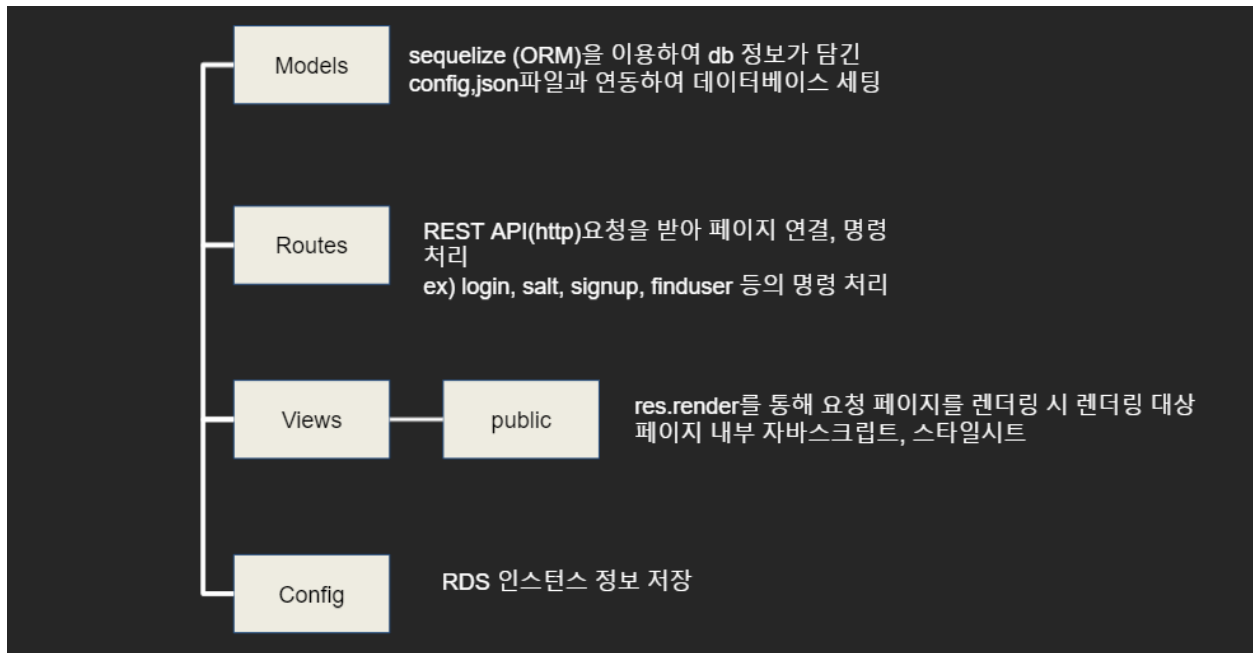 Models
sequelize (ORM)을 이용하여 db 정보가 담긴
config,json파일과 연동하여 데이터베이스 세팅
Routes
REST API(http)요청을 받아 페이지 연결, 명령
처리
ex) login, salt, signup, finduser 등의 명령 처리
Views
public
res.render를 통해 요청 페이지를 렌더링 시 렌더링 대상
페이지 내부 자바스크립트, 스타일시트
Config
RDS 인스턴스 정보 저장